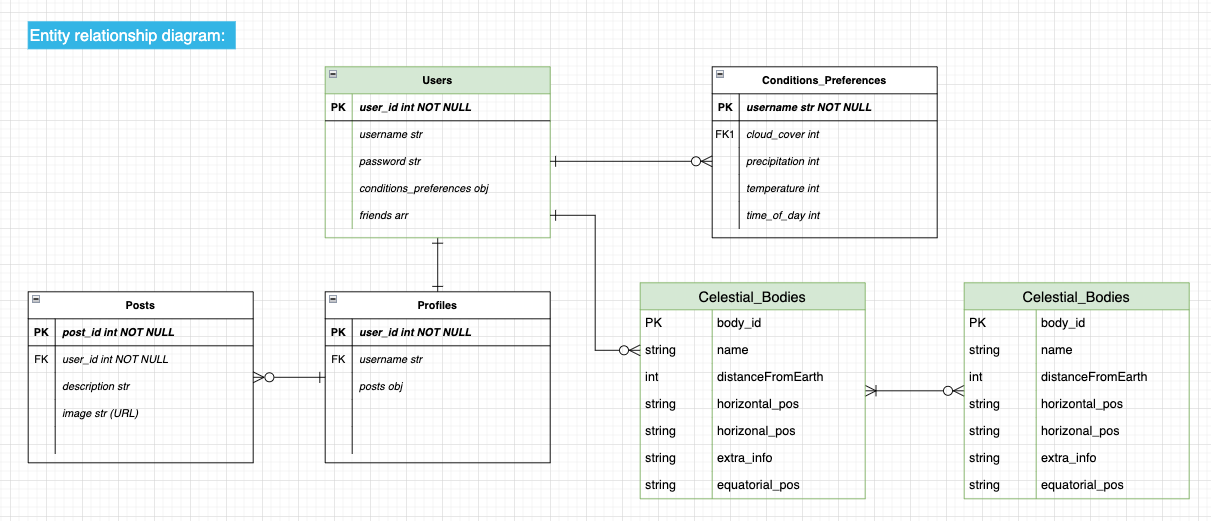 Entity relationship diagram:
Users
PK user_id int NOT NULL
username str
password str
conditions_preferences obj
friends arr
Conditions_Preferences
PK username str NOT NULL
FK1 cloud_cover int
precipitation int
temperature int
time_of_day int
Posts
PK post_id int NOT NULL
FK user_id int NOT NULL
description str
image str (URL)
Profiles
PK user_id int NOT NULL
FK username str
posts obj
Celestial_Bodies
PK body_id
string name
int distanceFromEarth
string horizontal_pos
string horizonal_pos
string extra_info
string equatorial_pos
Celestial_Bodies
PK body_id
string name
int distanceFromEarth
string horizontal_pos
string horizonal_pos
string extra_info
string equatorial_pos